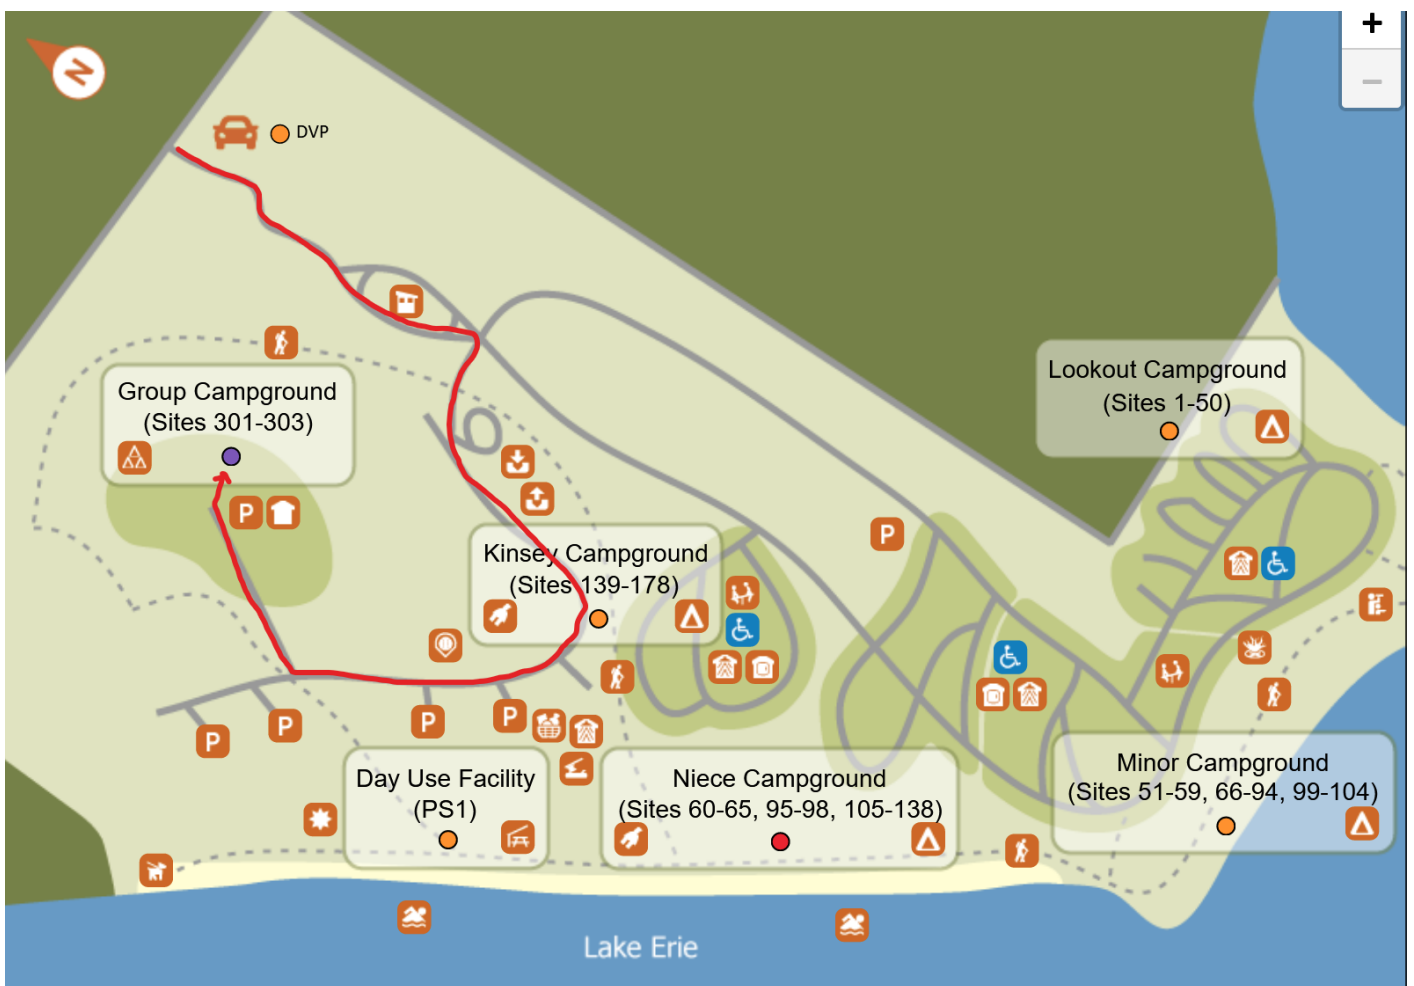 +
−
N
DVP
Group Campground
(Sites 301-303)
P
Lookout Campground
(Sites 1-50)
Kinsey Campground
(Sites 139-178)
P
P
P
P
P
Day Use Facility
(PS1)
Niece Campground
(Sites 60-65, 95-98, 105-138)
Minor Campground
(Sites 51-59, 66-94, 99-104)
Lake Erie